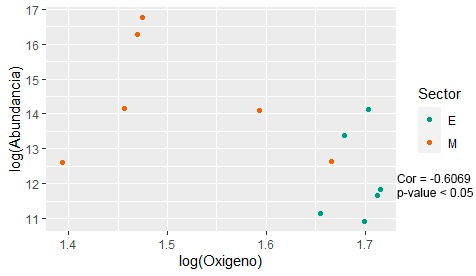 17
16
15
14
13
12
11
log(Abundancia)
1.4
1.5
1.6
1.7
log(Oxigeno)
Sector
E
M
Cor = -0.6069
p-value < 0.05